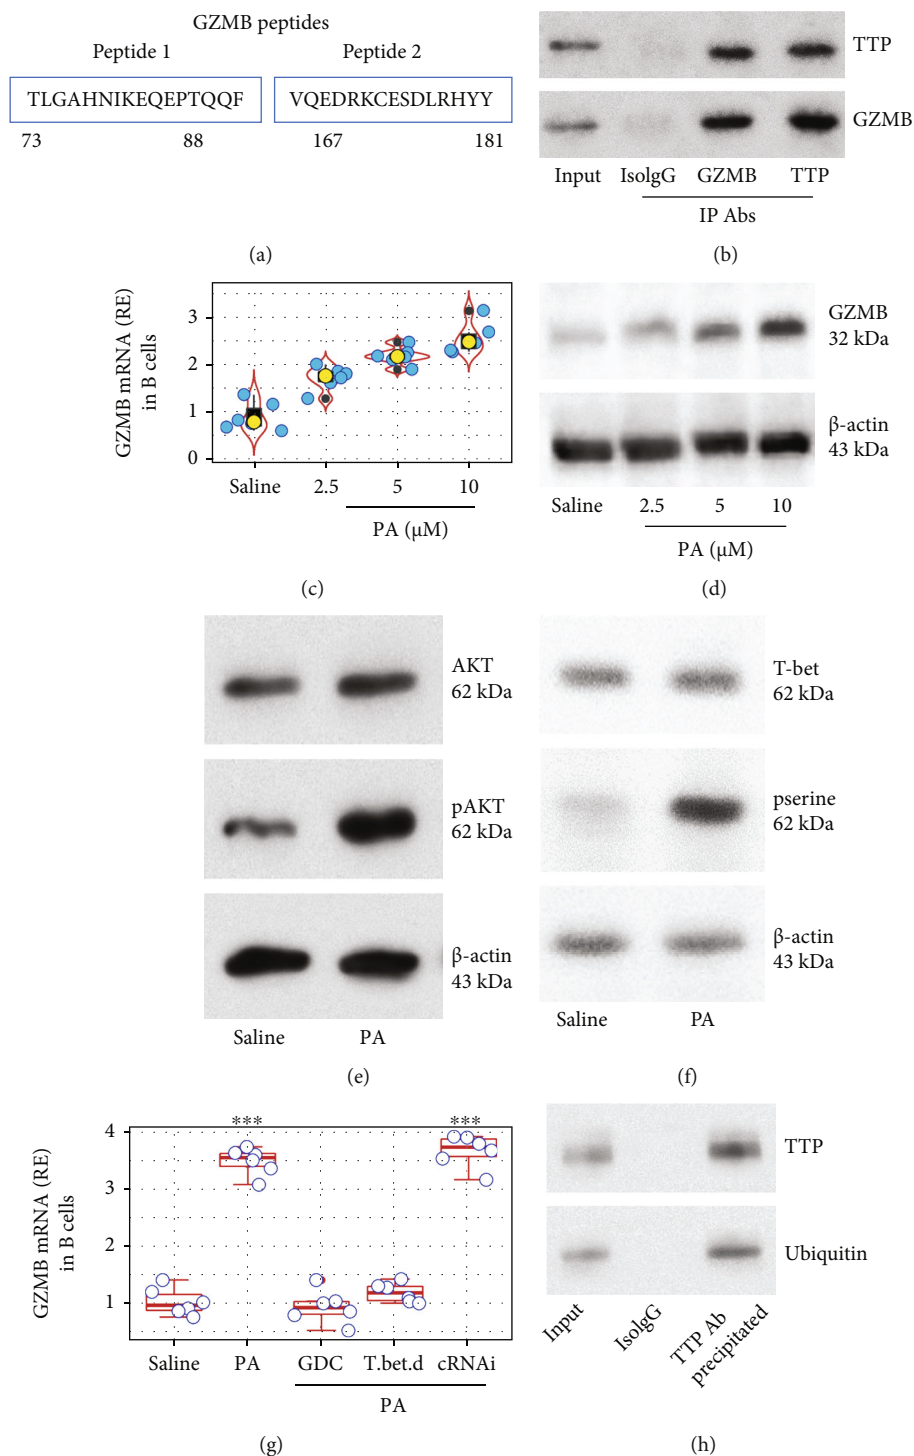 GZMB peptides
Peptide 1 Peptide 2
TLGAHNIKEQEPTQQF VQEDRKCESDLRHYY
73 88 167 181
(a)
TTP
GZMB
Input IsolgG GZMB TTP
IP Abs
(b)
GZMB mRNA (RE)
in B cells
3
2
1
0
Saline 2.5 5 10
PA (μM)
(c)
GZMB
32 kDa
β-actin
43 kDa
Saline 2.5 5 10
PA (μM)
(d)
AKT
62 kDa
pAKT
62 kDa
β-actin
43 kDa
Saline PA
(e)
T-bet
62 kDa
pserine
62 kDa
β-actin
43 kDa
Saline PA
(f)
GZMB mRNA (RE)
in B cells
*** ***
4
3
2
1
Saline PA GDC T.bet.d cRNAi
PA
(g)
TTP
Ubiquitin
Input
IsolgG
TTP Ab
precipitated
(h)